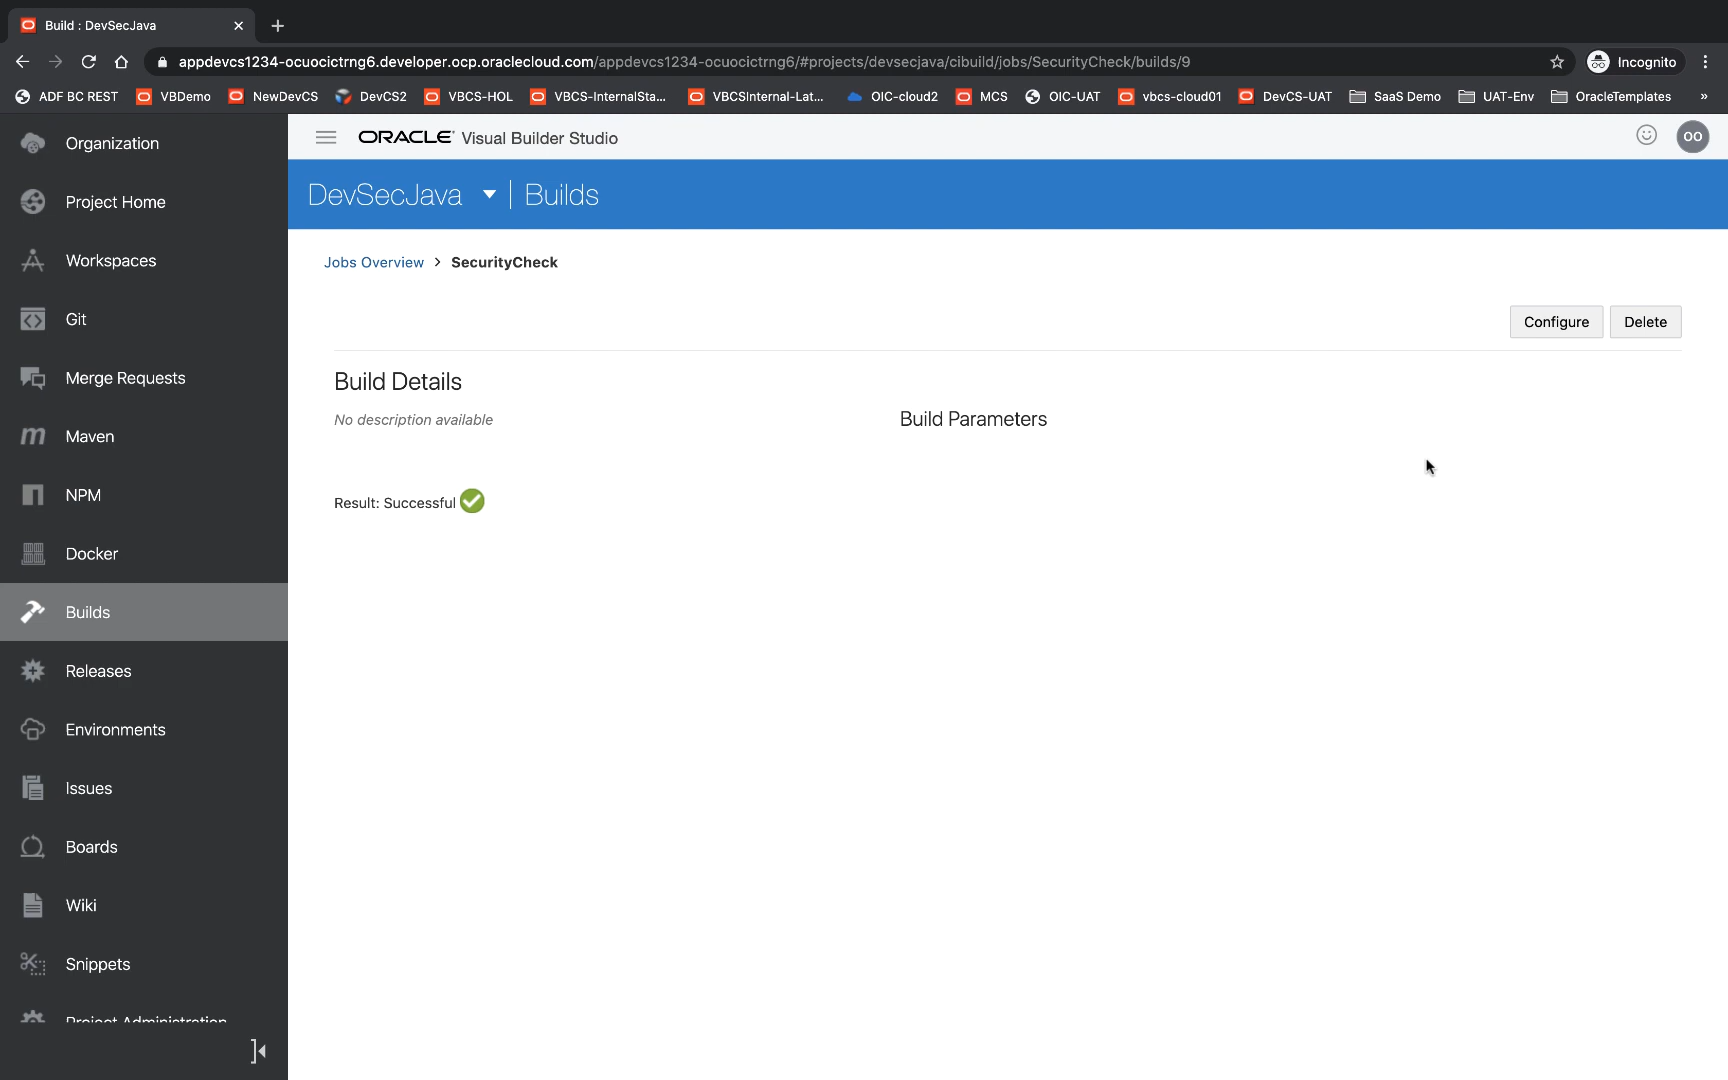 Build : DevSecJava
appdevcs1234-ocuocictrng6.developer.ocp.oraclecloud.com/appdevcs1234-ocuocictrng6/#projects/devsecjava/cibuild/jobs/SecurityCheck/builds/9
Incognito
ADF BC REST
VBDemo
NewDevCS
DevCS2
VBCS-HOL
VBCS-InternalSta...
VBCSInternal-Lat...
OIC-cloud2
MCS
OIC-UAT
vbcs-cloud01
DevCS-UAT
SaaS Demo
UAT-Env
OracleTemplates
»
Organization
Project Home
Workspaces
Git
Merge Requests
Maven
NPM
Docker
Builds
Releases
Environments
Issues
Boards
Wiki
Snippets
Project Administration
ORACLE Visual Builder Studio
OO
DevSecJava | Builds
Jobs Overview > SecurityCheck
Configure
Delete
Build Details
No description available
Build Parameters
Result: Successful